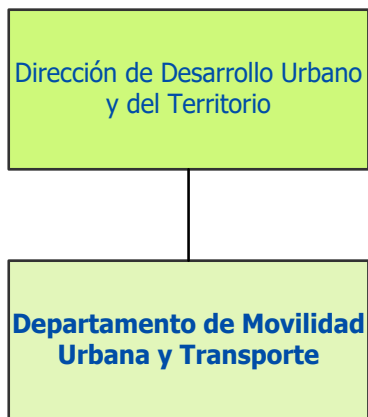 Dirección de Desarrollo Urbano
y del Territorio
Departamento de Movilidad
Urbana y Transporte